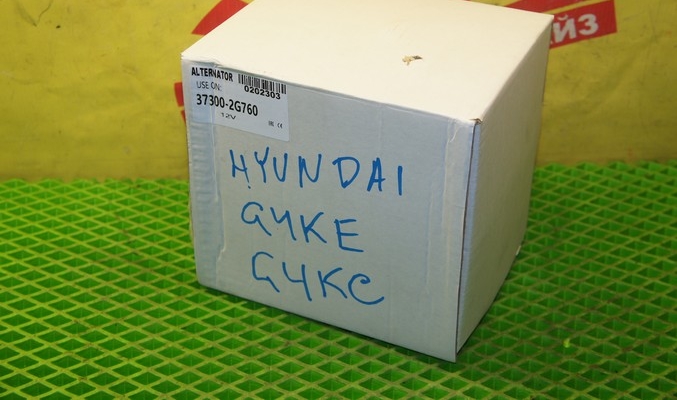 ALTERNATOR
USE ON:
0202303
37300-2G760
12V
HYUNDAI
G4KE
G4KC